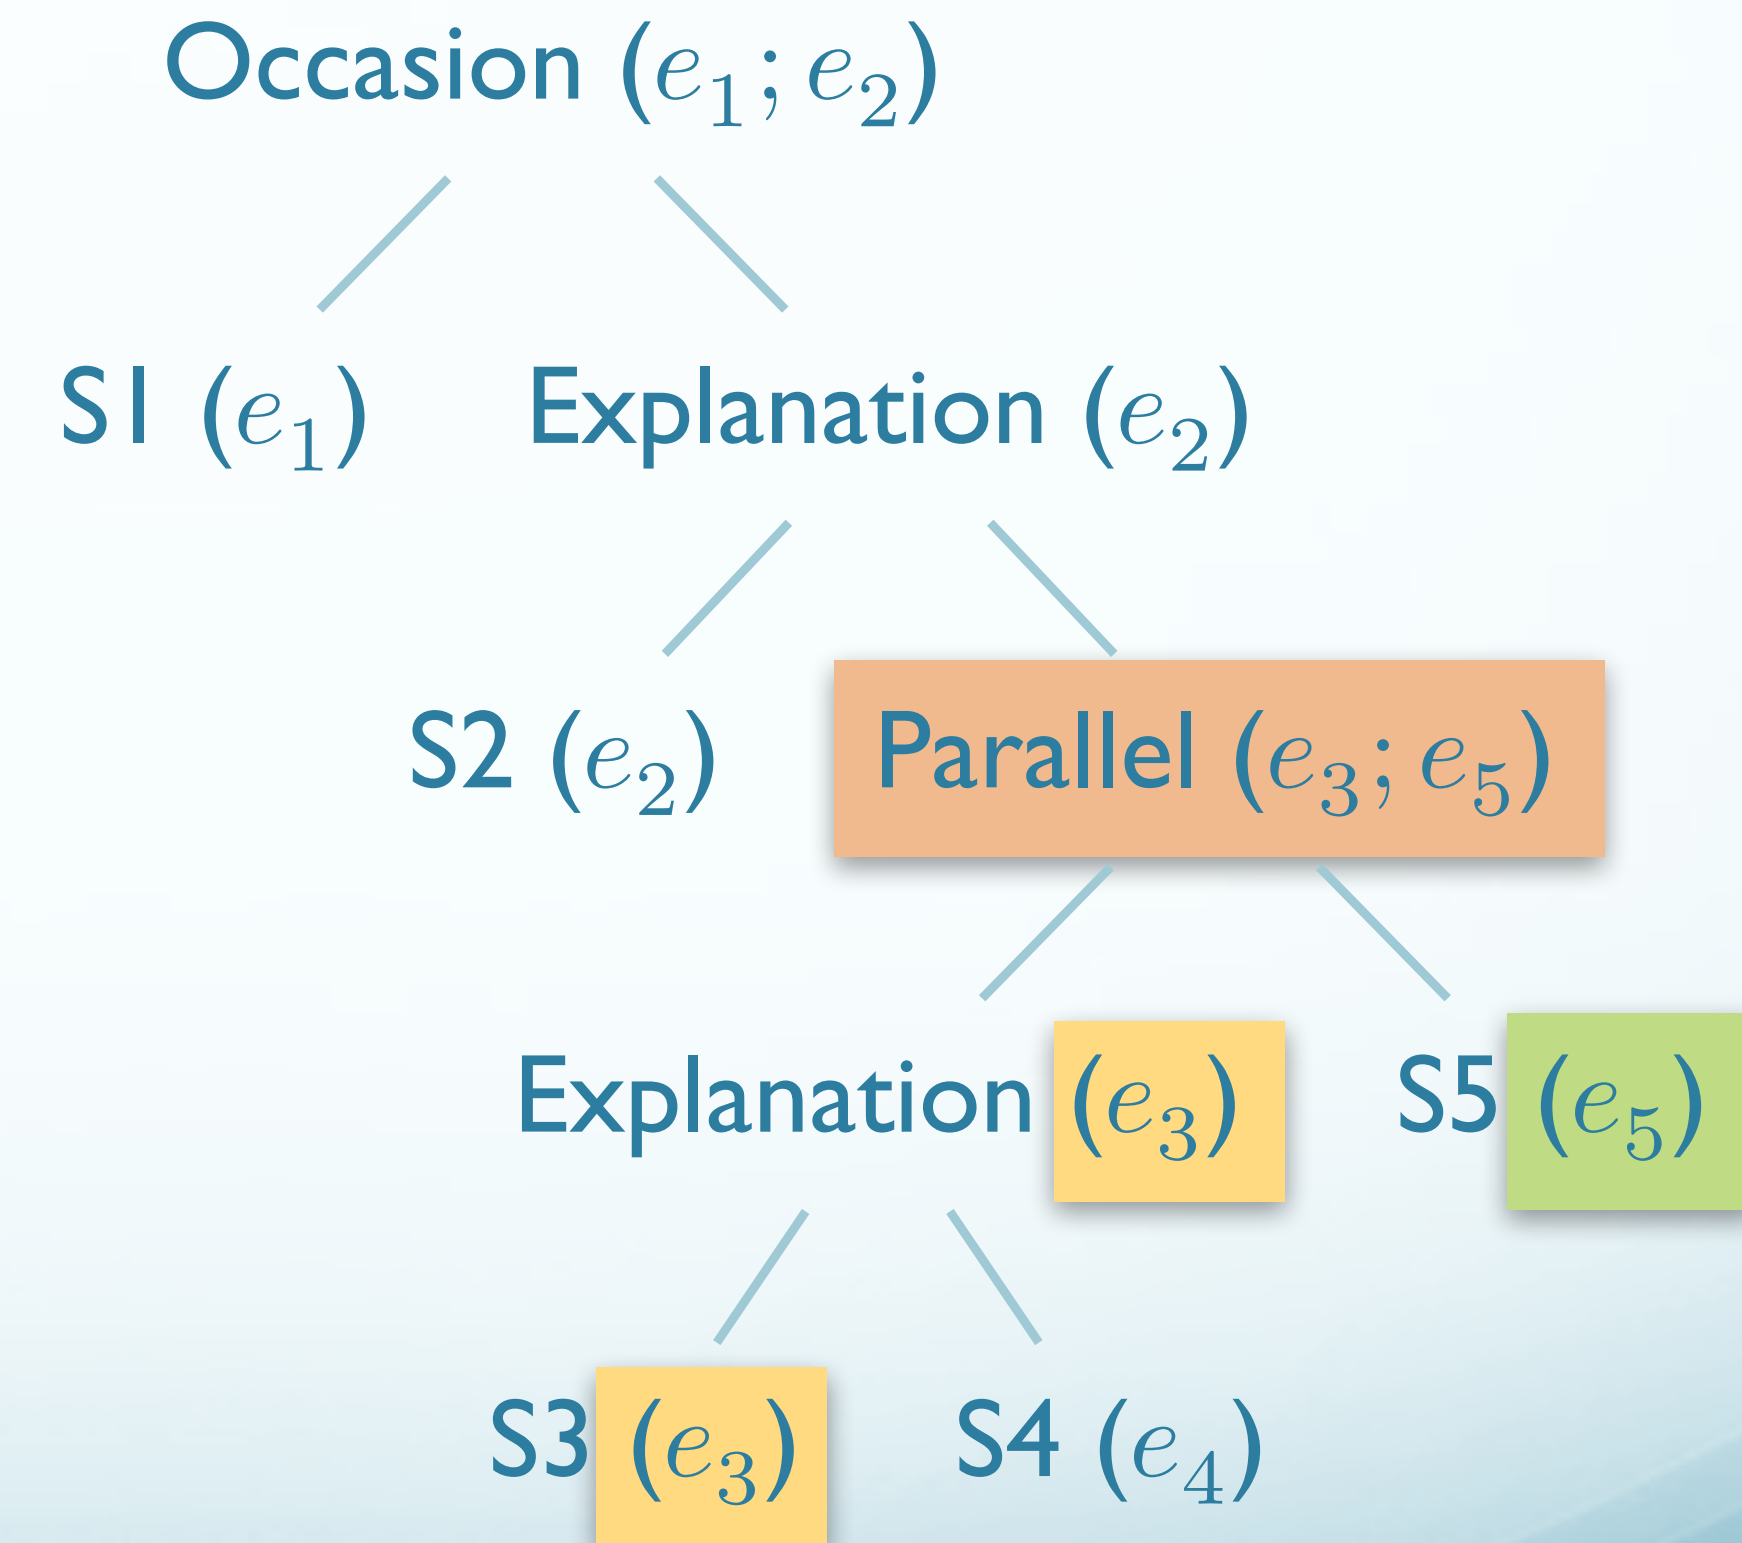 Occasion (e₁; e₂)
S1 (e₁) Explanation (e₂)
S2 (e₂) Parallel (e₃; e₅)
Explanation (e₃) S5 (e₅)
S3 (e₃) S4 (e₄)